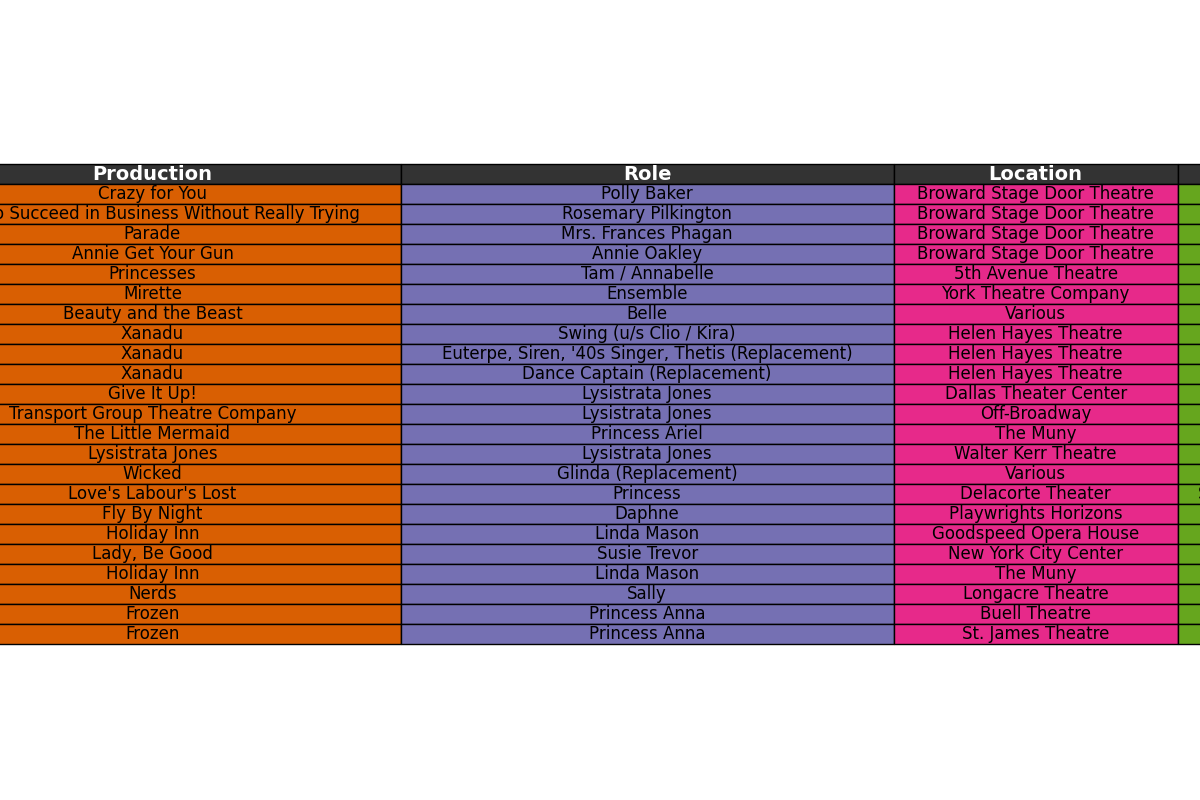 Production Role Location
Crazy for You Polly Baker Broward Stage Door Theatre
Succeed in Business Without Really Trying Rosemary Pilkington Broward Stage Door Theatre
Parade Mrs. Frances Phagan Broward Stage Door Theatre
Annie Get Your Gun Annie Oakley Broward Stage Door Theatre
Princesses Tam / Annabelle 5th Avenue Theatre
Mirette Ensemble York Theatre Company
Beauty and the Beast Belle Various
Xanadu Swing (u/s Clio / Kira) Helen Hayes Theatre
Xanadu Euterpe, Siren, '40s Singer, Thetis (Replacement) Helen Hayes Theatre
Xanadu Dance Captain (Replacement) Helen Hayes Theatre
Give It Up! Lysistrata Jones Dallas Theater Center
Transport Group Theatre Company Lysistrata Jones Off-Broadway
The Little Mermaid Princess Ariel The Muny
Lysistrata Jones Lysistrata Jones Walter Kerr Theatre
Wicked Glinda (Replacement) Various
Love's Labour's Lost Princess Delacorte Theater
Fly By Night Daphne Playwrights Horizons
Holiday Inn Linda Mason Goodspeed Opera House
Lady, Be Good Susie Trevor New York City Center
Holiday Inn Linda Mason The Muny
Nerds Sally Longacre Theatre
Frozen Princess Anna Buell Theatre
Frozen Princess Anna St. James Theatre